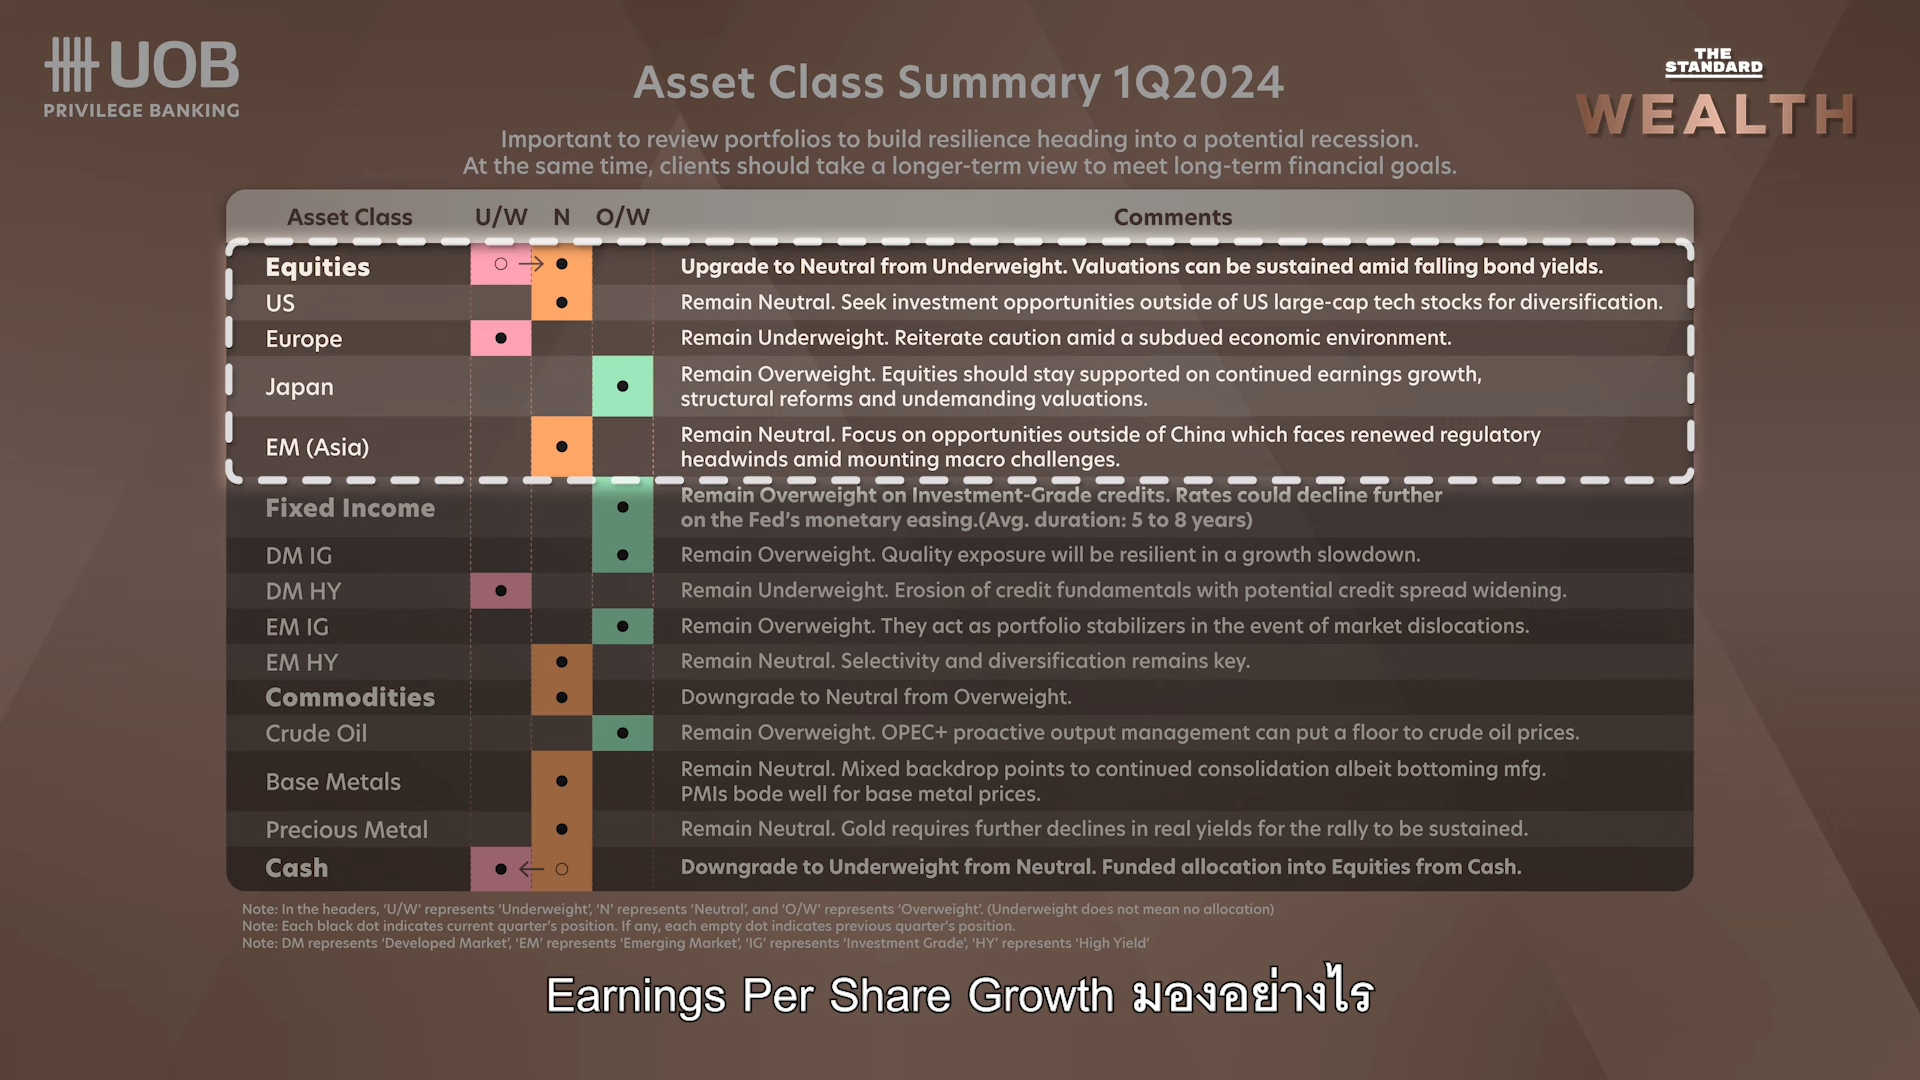 UOB
PRIVILEGE BANKING
THE
STANDARD
WEALTH
Asset Class Summary 1Q2024
Important to review portfolios to build resilience heading into a potential recession.
At the same time, clients should take a longer-term view to meet long-term financial goals.
Asset Class U/W N O/W Comments
Equities Upgrade to Neutral from Underweight. Valuations can be sustained amid falling bond yields.
US Remain Neutral. Seek investment opportunities outside of US large-cap tech stocks for diversification.
Europe Remain Underweight. Reiterate caution amid a subdued economic environment.
Japan Remain Overweight. Equities should stay supported on continued earnings growth,
structural reforms and undemanding valuations.
EM (Asia) Remain Neutral. Focus on opportunities outside of China which faces renewed regulatory
headwinds amid mounting macro challenges.
Fixed Income Remain Overweight on Investment-Grade credits. Rates could decline further
on the Fed's monetary easing.(Avg. duration: 5 to 8 years)
DM IG Remain Overweight. Quality exposure will be resilient in a growth slowdown.
DM HY Remain Underweight. Erosion of credit fundamentals with potential credit spread widening.
EM IG Remain Overweight. They act as portfolio stabilizers in the event of market dislocations.
EM HY Remain Neutral. Selectivity and diversification remains key.
Commodities Downgrade to Neutral from Overweight.
Crude Oil Remain Overweight. OPEC+ proactive output management can put a floor to crude oil prices.
Base Metals Remain Neutral. Mixed backdrop points to continued consolidation albeit bottoming mfg.
PMIs bode well for base metal prices.
Precious Metal Remain Neutral. Gold requires further declines in real yields for the rally to be sustained.
Cash Downgrade to Underweight from Neutral. Funded allocation into Equities from Cash.
Note: In the headers, 'U/W' represents 'Underweight', 'N' represents 'Neutral', and 'O/W' represents 'Overweight'. (Underweight does not mean no allocation)
Note: Each black dot indicates current quarter's position. If any, each empty dot indicates previous quarter's position.
Note: DM represents 'Developed Market', 'EM' represents 'Emerging Market', 'IG' represents 'Investment Grade', 'HY' represents 'High Yield'
Earnings Per Share Growth มองอย่างไร